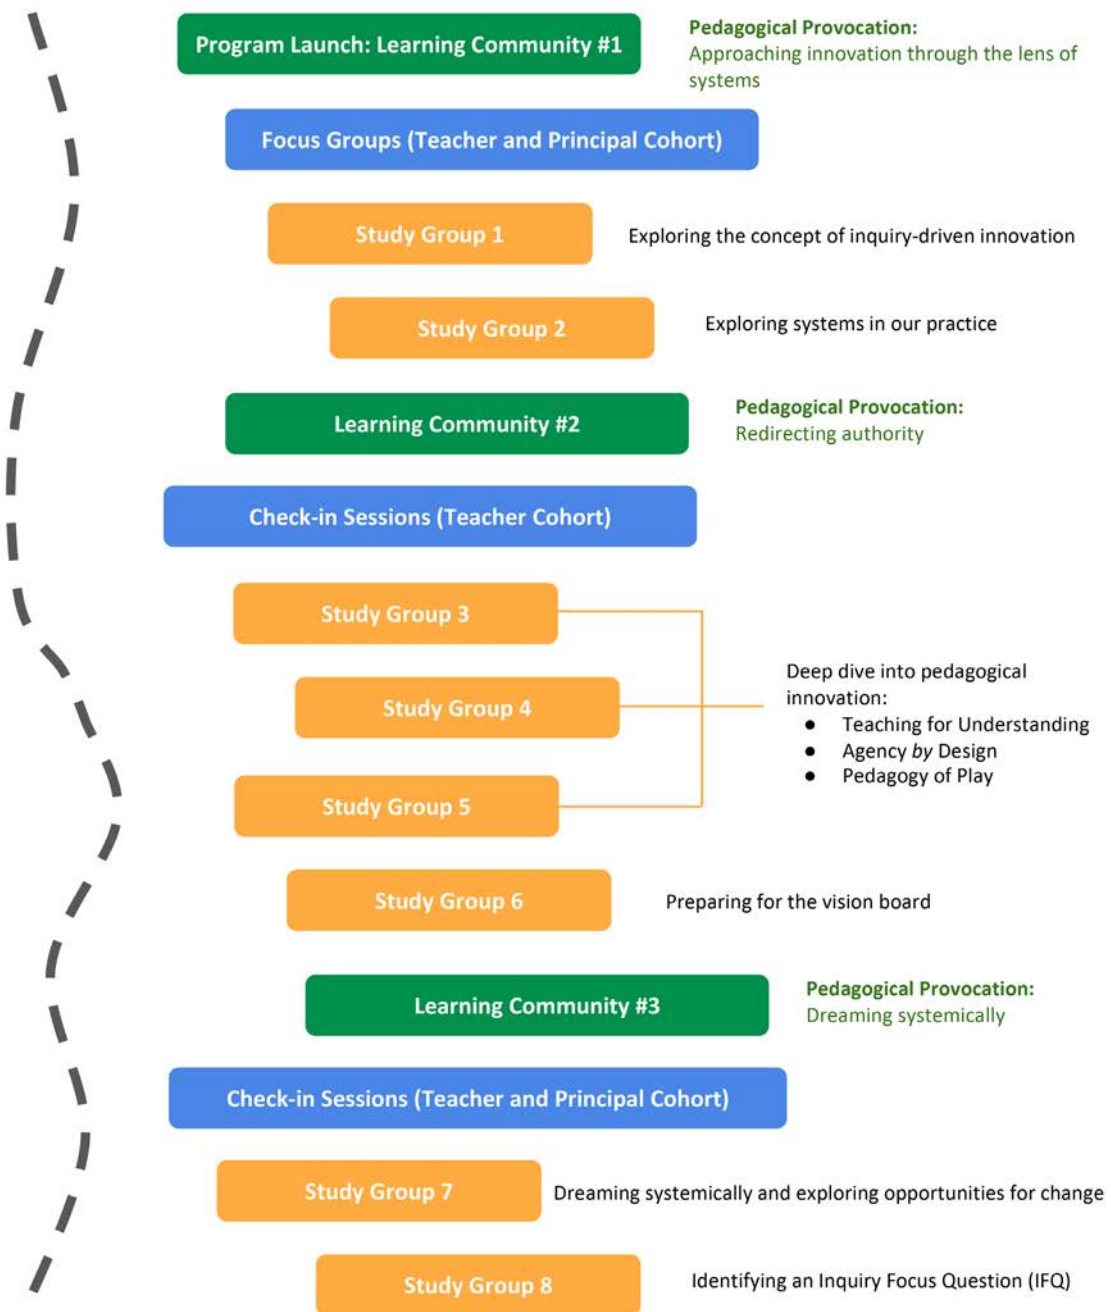 Program Launch: Learning Community #1
Pedagogical Provocation:
Approaching innovation through the lens of
systems
Focus Groups (Teacher and Principal Cohort)
Study Group 1
Exploring the concept of inquiry-driven innovation
Study Group 2
Exploring systems in our practice
Learning Community #2
Pedagogical Provocation:
Redirecting authority
Check-in Sessions (Teacher Cohort)
Study Group 3
Study Group 4
Study Group 5
Deep dive into pedagogical
innovation:
● Teaching for Understanding
● Agency by Design
● Pedagogy of Play
Study Group 6
Preparing for the vision board
Learning Community #3
Pedagogical Provocation:
Dreaming systemically
Check-in Sessions (Teacher and Principal Cohort)
Study Group 7
Dreaming systemically and exploring opportunities for change
Study Group 8
Identifying an Inquiry Focus Question (IFQ)